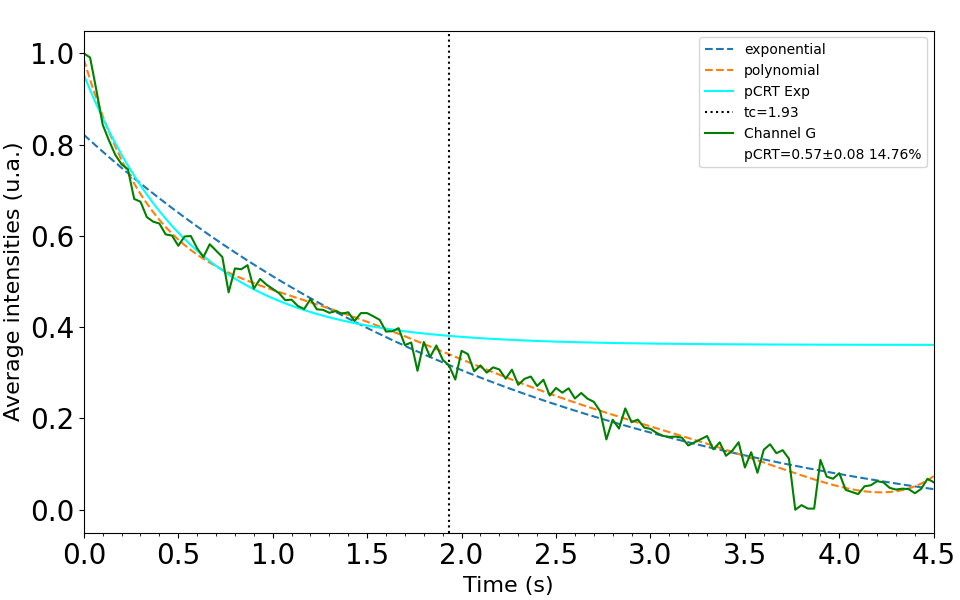 1.0
0.8
0.6
0.4
0.2
0.0
Average intensities (u.a.)
exponential
polynomial
pCRT Exp
tc=1.93
Channel G
pCRT=0.57±0.08 14.76%
0.0 0.5 1.0 1.5 2.0 2.5 3.0 3.5 4.0 4.5
Time (s)